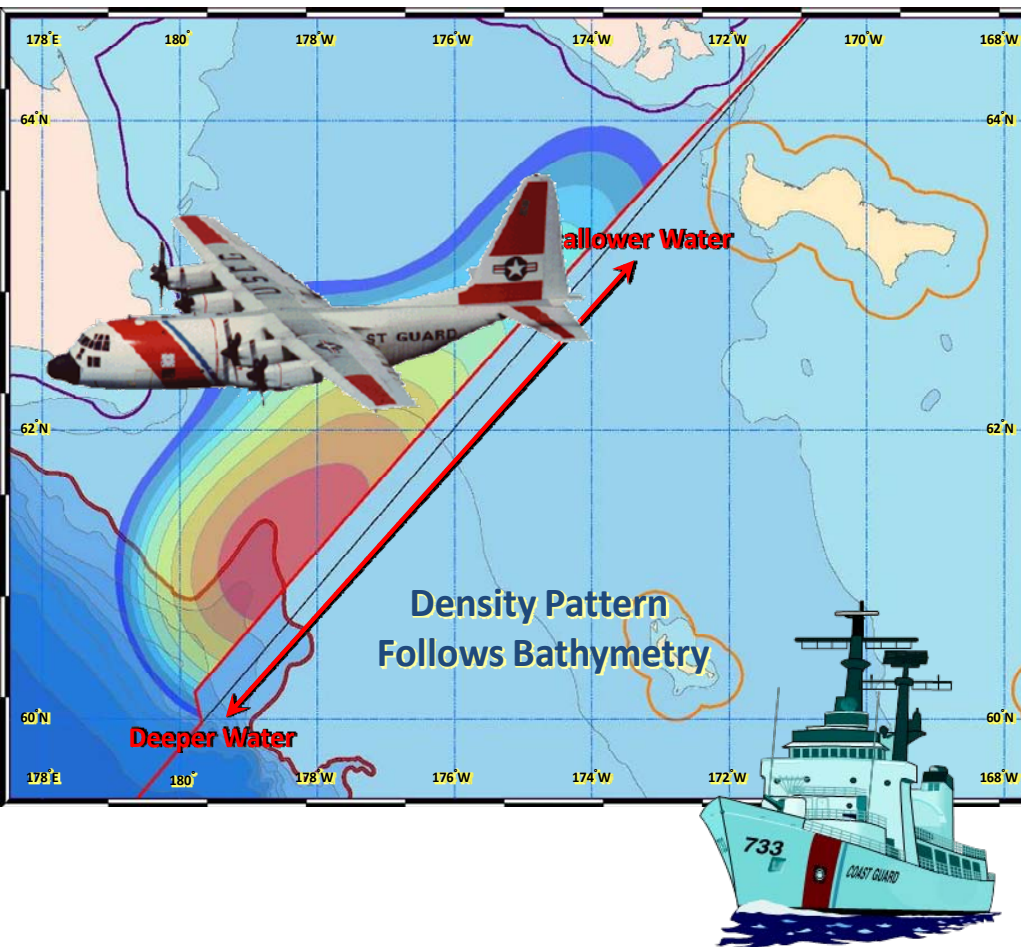 178°E 180° 178°W 176°W 174°W 172°W 170°W 168°W
64°N 64°N
allower Water
USCG
ST GUARD
62°N 62°N
Density Pattern
Follows Bathymetry
60°N 60°N
Deeper Water
178°E 180° 178°W 176°W 174°W 172°W 168°W
733
COAST GUARD